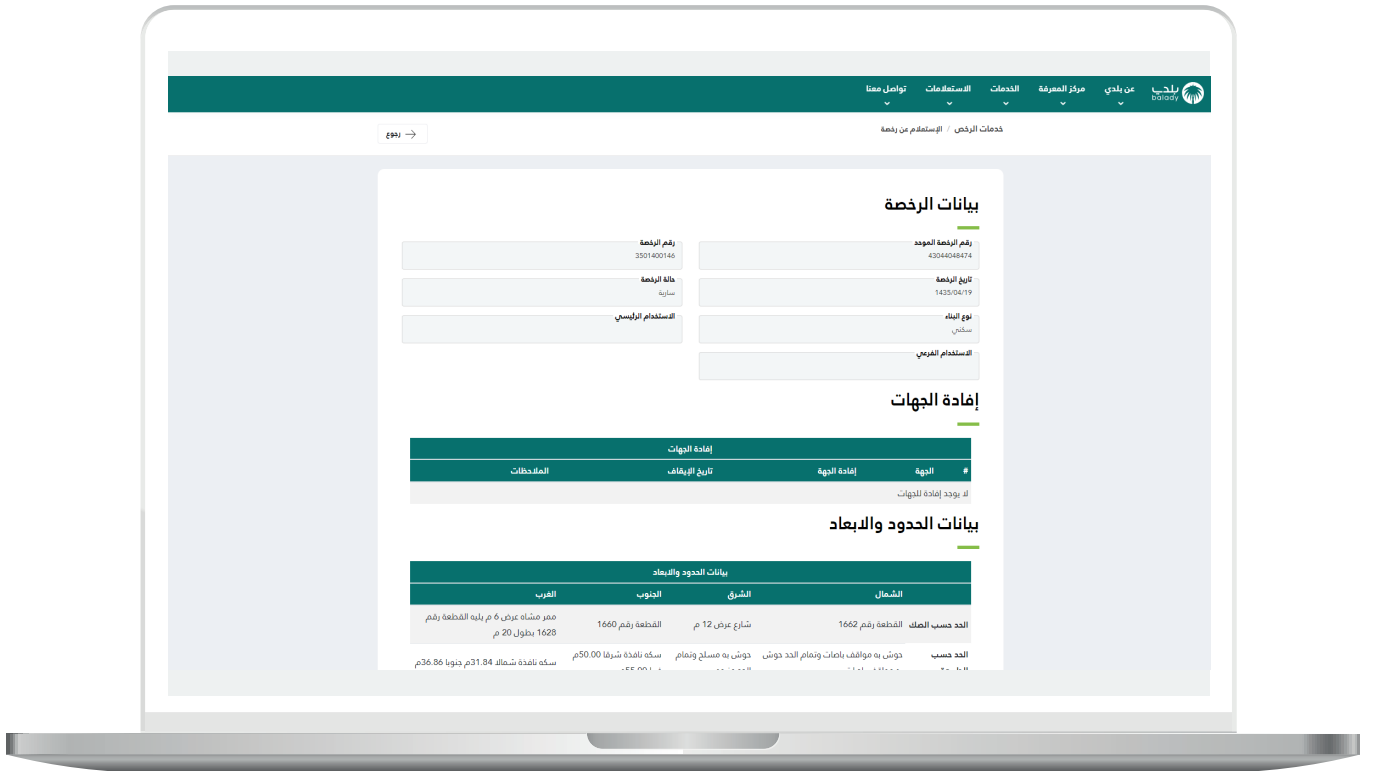 بلدي
balady
عن بلدي
مركز المعرفة
الخدمات
الاستعلامات
تواصل معنا
خدمات الرخص / الإستعلام عن رخصة
رجوع
بيانات الرخصة
رقم الرخصة الموحد
43044048474
رقم الرخصة
3501400146
تاريخ الرخصة
1435/04/19
حالة الرخصة
سارية
نوع البناء
سكني
الاستخدام الرئيسي
الاستخدام الفرعي
إفادة الجهات
إفادة الجهات
# الجهة إفادة الجهة تاريخ الإيقاف الملاحظات
لا يوجد إفادة للجهات
بيانات الحدود والابعاد
بيانات الحدود والابعاد
الشمال الشرق الجنوب الغرب
الحد حسب الصك القطعة رقم 1662 شارع عرض 12 م القطعة رقم 1660 ممر مشاه عرض 6 م يليه القطعة رقم
1628 بطول 20 م
الحد حسب حوش به مواقف باصات وتمام الحد حوش حوش به مسلح وتمام سكه نافذة شرقا 50.00م سكه نافذة شمالا 31.84م جنوبا 36.86م